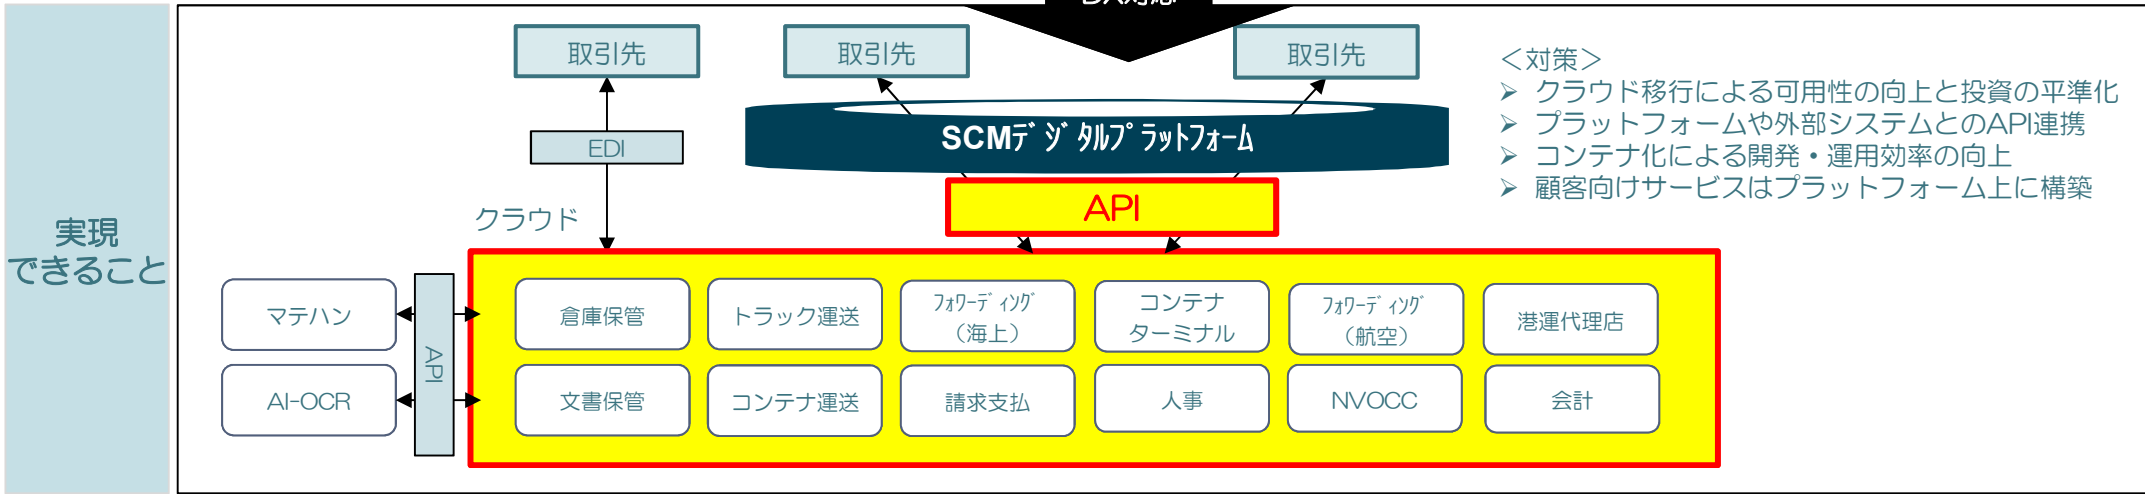 実現
できること
取引先
取引先
取引先
EDI
SCMデジタルプラットフォーム
API
クラウド
<対策>
➢ クラウド移行による可用性の向上と投資の平準化
➢ プラットフォームや外部システムとのAPI連携
➢ コンテナ化による開発・運用効率の向上
➢ 顧客向けサービスはプラットフォーム上に構築
マテハン
AI-OCR
API
倉庫保管
トラック運送
フォワーディング
(海上)
コンテナ
ターミナル
フォワーディング
(航空)
港運代理店
文書保管
コンテナ運送
請求支払
人事
NVOCC
会計